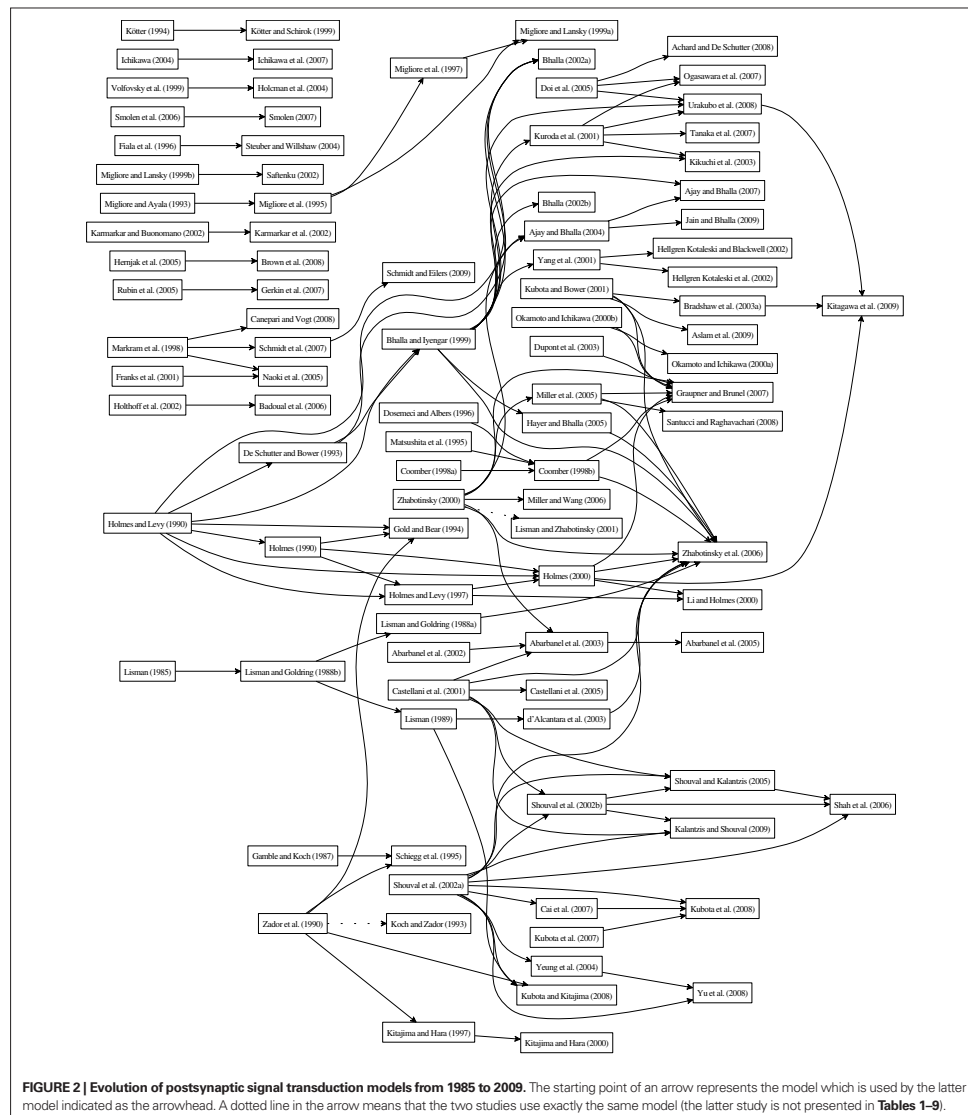 Kötter (1994)
Kötter and Schirok (1999)
Ichikawa (2004)
Ichikawa et al. (2007)
Volfovsky et al. (1999)
Holcman et al. (2004)
Smolen et al. (2006)
Smolen (2007)
Fiala et al. (1996)
Steuber and Willshaw (2004)
Migliore and Lansky (1999b)
Saftenku (2002)
Migliore and Ayala (1993)
Migliore et al. (1995)
Karmarkar and Buonomano (2002)
Karmarkar et al. (2002)
Hernjak et al. (2005)
Brown et al. (2008)
Rubin et al. (2005)
Gerkin et al. (2007)
Canepari and Vogt (2008)
Markram et al. (1998)
Schmidt et al. (2007)
Franks et al. (2001)
Naoki et al. (2005)
Holthoff et al. (2002)
Badoual et al. (2006)
De Schutter and Bower (1993)
Holmes and Levy (1990)
Holmes (1990)
Lisman (1985)
Lisman and Goldring (1988b)
Gamble and Koch (1987)
Zador et al. (1990)
Migliore et al. (1997)
Schmidt and Eilers (2009)
Bhalla and Iyengar (1999)
Dosemeci and Albers (1996)
Matsushita et al. (1995)
Coomber (1998a)
Zhabotinsky (2000)
Gold and Bear (1994)
Holmes and Levy (1997)
Lisman and Goldring (1988a)
Abarbanel et al. (2002)
Castellani et al. (2001)
Lisman (1989)
Schiegg et al. (1995)
Shouval et al. (2002a)
Koch and Zador (1993)
Kitajima and Hara (1997)
Migliore and Lansky (1999a)
Bhalla (2002a)
Doi et al. (2005)
Kuroda et al. (2001)
Bhalla (2002b)
Ajay and Bhalla (2004)
Yang et al. (2001)
Kubota and Bower (2001)
Okamoto and Ichikawa (2000b)
Dupont et al. (2003)
Miller et al. (2005)
Hayer and Bhalla (2005)
Coomber (1998b)
Miller and Wang (2006)
Lisman and Zhabotinsky (2001)
Holmes (2000)
Abarbanel et al. (2003)
Castellani et al. (2005)
d'Alcantara et al. (2003)
Shouval et al. (2002b)
Cai et al. (2007)
Kubota et al. (2007)
Yeung et al. (2004)
Kubota and Kitajima (2008)
Kitajima and Hara (2000)
Achard and De Schutter (2008)
Ogasawara et al. (2007)
Urakubo et al. (2008)
Tanaka et al. (2007)
Kikuchi et al. (2003)
Ajay and Bhalla (2007)
Jain and Bhalla (2009)
Hellgren Kotaleski and Blackwell (2002)
Hellgren Kotaleski et al. (2002)
Bradshaw et al. (2003a)
Kitagawa et al. (2009)
Aslam et al. (2009)
Okamoto and Ichikawa (2000a)
Graupner and Brunel (2007)
Santucci and Raghavachari (2008)
Zhabotinsky et al. (2006)
Li and Holmes (2000)
Abarbanel et al. (2005)
Shouval and Kalantzis (2005)
Shah et al. (2006)
Kalantzis and Shouval (2009)
Kubota et al. (2008)
Yu et al. (2008)
FIGURE 2 | Evolution of postsynaptic signal transduction models from 1985 to 2009. The starting point of an arrow represents the model which is used by the latter
model indicated as the arrowhead. A dotted line in the arrow means that the two studies use exactly the same model (the latter study is not presented in Tables 1–9).